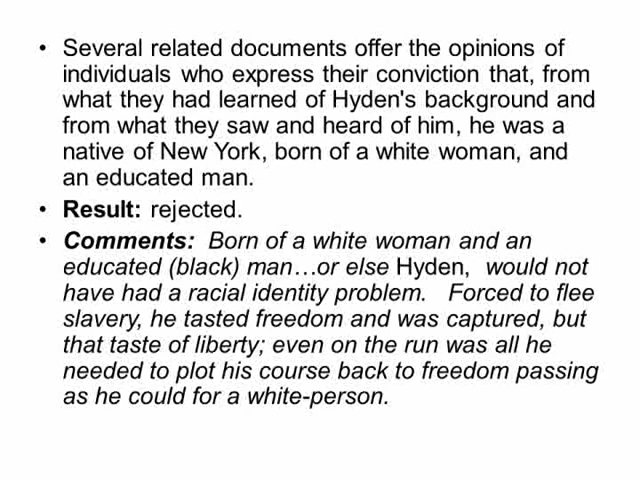 • Several related documents offer the opinions of
individuals who express their conviction that, from
what they had learned of Hyden's background and
from what they saw and heard of him, he was a
native of New York, born of a white woman, and
an educated man.
• Result: rejected.
• Comments: Born of a white woman and an
educated (black) man…or else Hyden, would not
have had a racial identity problem. Forced to flee
slavery, he tasted freedom and was captured, but
that taste of liberty; even on the run was all he
needed to plot his course back to freedom passing
as he could for a white-person.